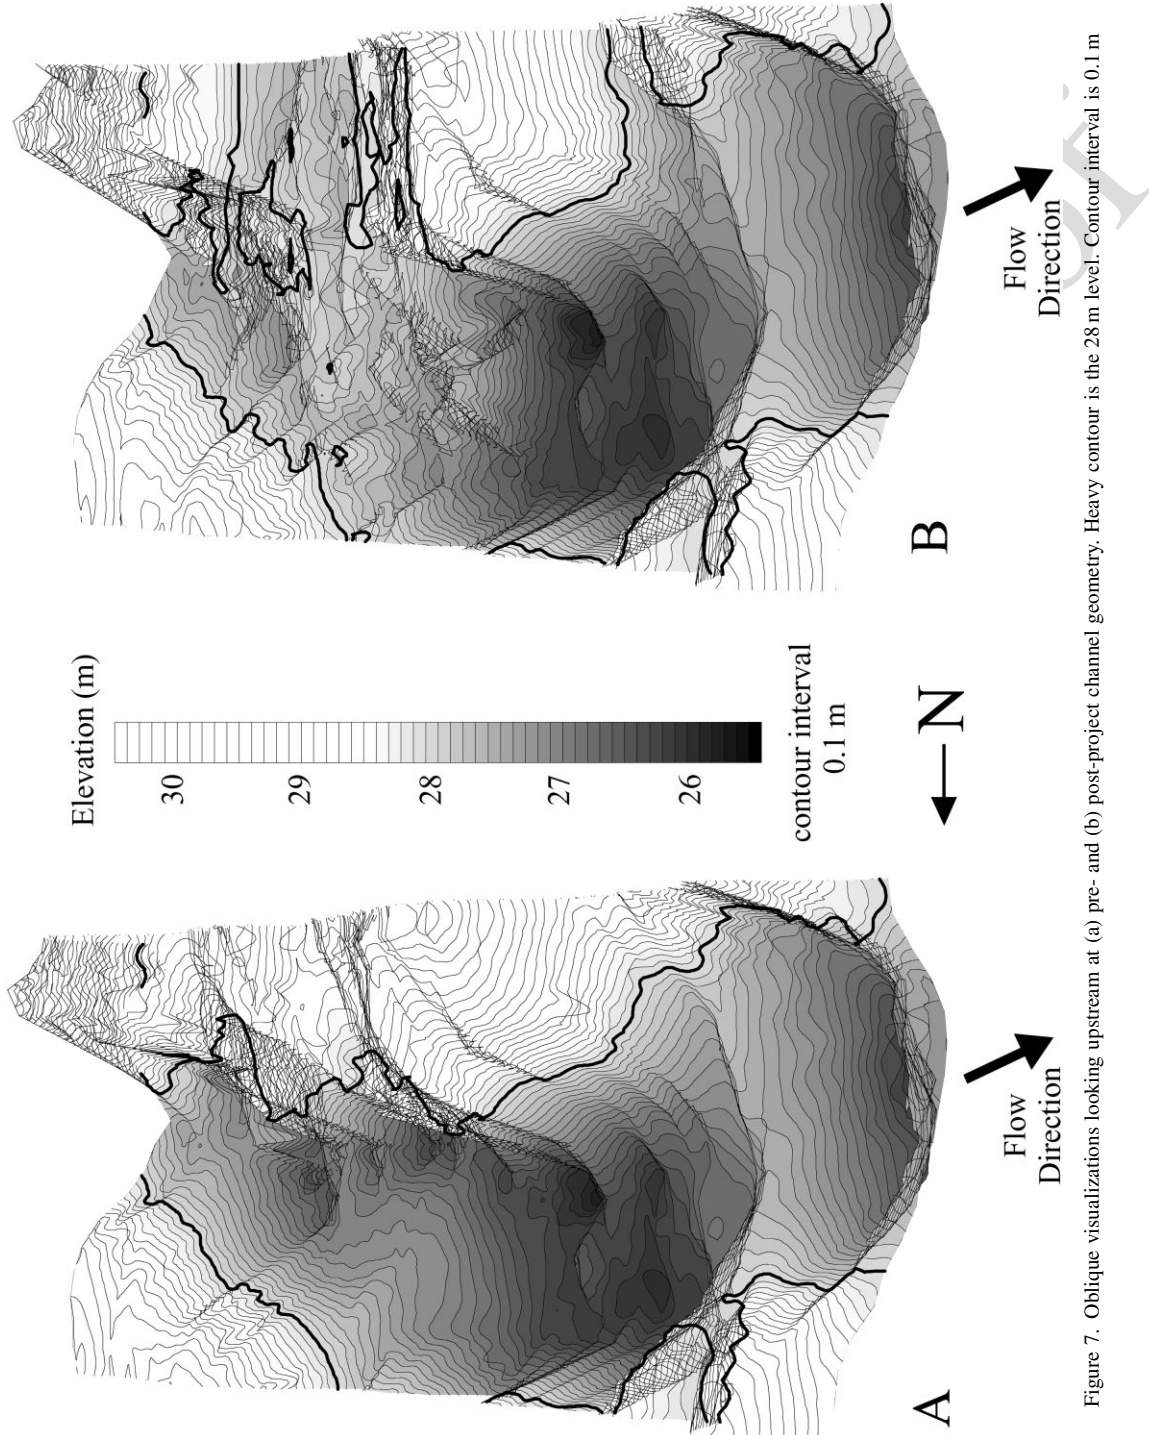 Elevation (m)
30
29
28
27
26
contour interval
0.1 m
N
A
B
Flow
Direction
Flow
Direction
Figure 7. Oblique visualizations looking upstream at (a) pre- and (b) post-project channel geometry. Heavy contour is the 28 m level. Contour interval is 0.1 m